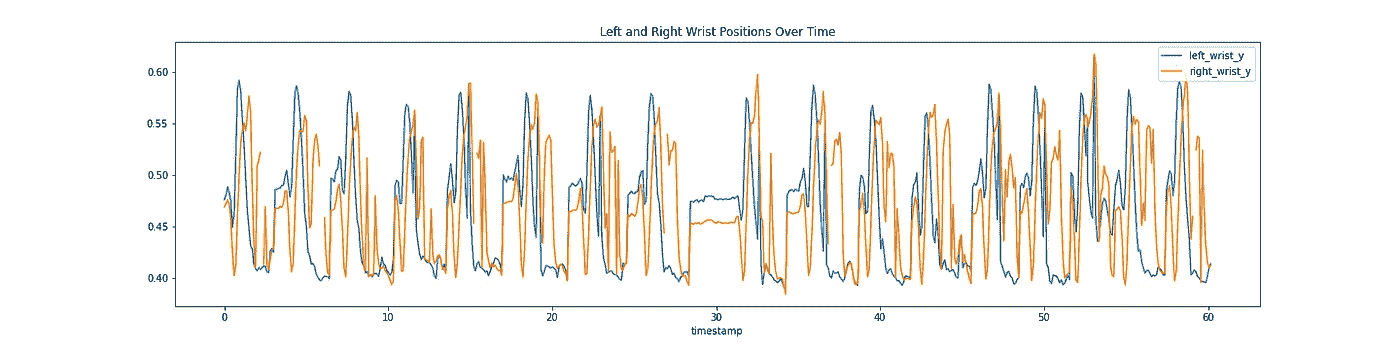 Left and Right Wrist Positions Over Time
left_wrist_y
right_wrist_y
0.60
0.55
0.50
0.45
0.40
0 10 20 30 40 50 60
timestamp